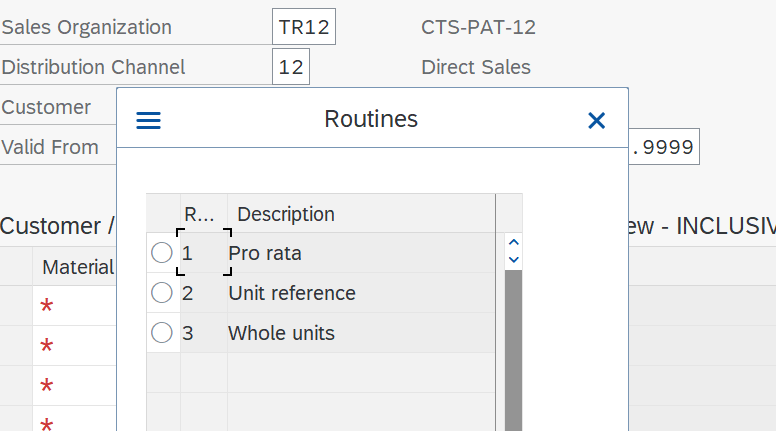 Sales Organization TR12 CTS-PAT-12
Distribution Channel 12 Direct Sales
Customer
Routines
Valid From .9999
R... Description
Customer / ew - INCLUSIV
Material
1 Pro rata
2 Unit reference
* 
3 Whole units
*
*
*